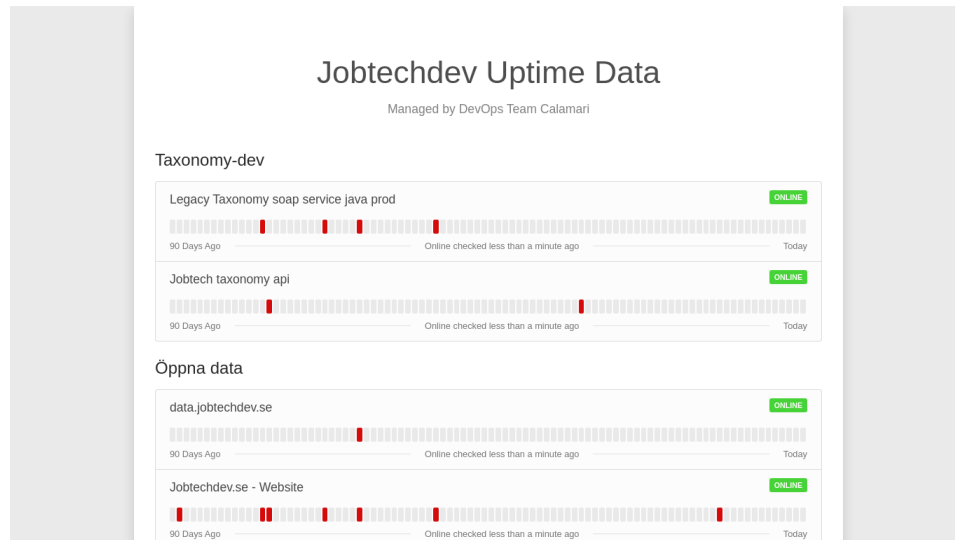 Jobtechdev Uptime Data
Managed by DevOps Team Calamari
Taxonomy-dev
Legacy Taxonomy soap service java prod
ONLINE
90 Days Ago
Online checked less than a minute ago
Today
Jobtech taxonomy api
ONLINE
90 Days Ago
Online checked less than a minute ago
Today
Öppna data
data.jobtechdev.se
ONLINE
90 Days Ago
Online checked less than a minute ago
Today
Jobtechdev.se - Website
ONLINE
90 Days Ago
Online checked less than a minute ago
Today